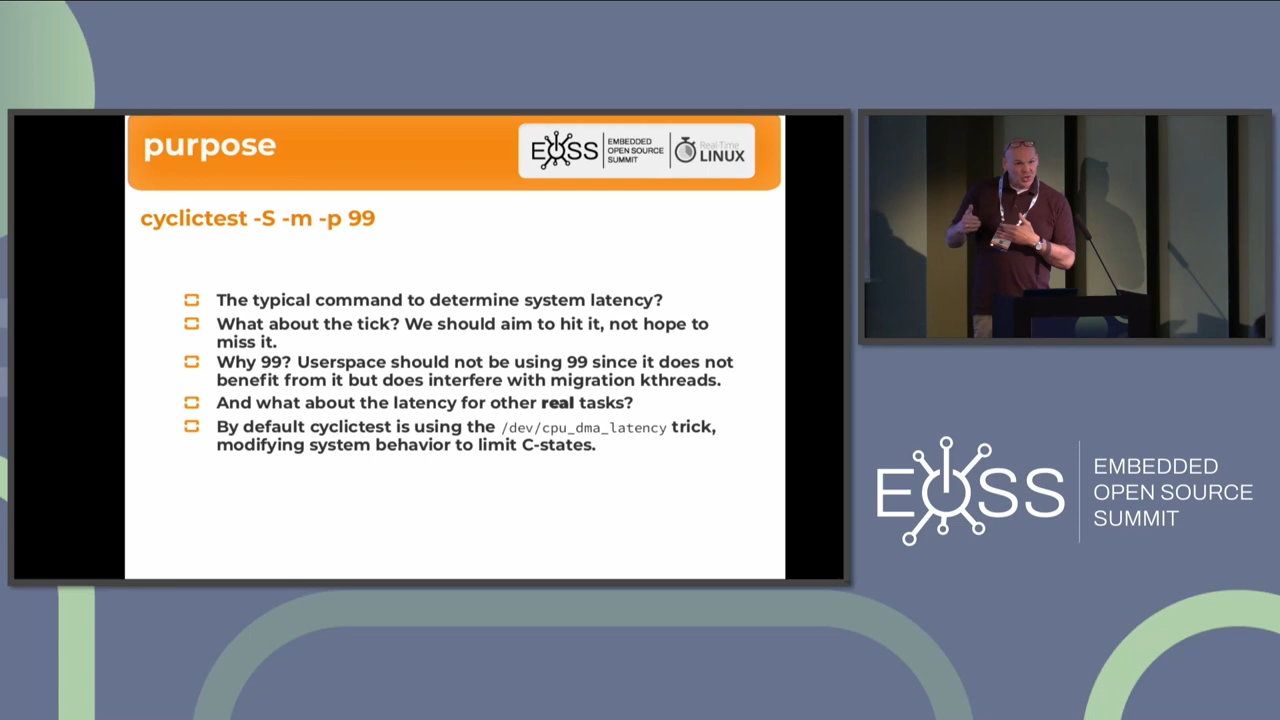 purpose
EOSS
EMBEDDED
OPEN SOURCE
SUMMIT
Real-Time
LINUX
cyclictest -S -m -p 99
The typical command to determine system latency?
What about the tick? We should aim to hit it, not hope to
miss it.
Why 99? Userspace should not be using 99 since it does not
benefit from it but does interfere with migration kthreads.
And what about the latency for other real tasks?
By default cyclictest is using the /dev/cpu_dma_latency trick,
modifying system behavior to limit C-states.
EOSS
EMBEDDED
OPEN SOURCE
SUMMIT